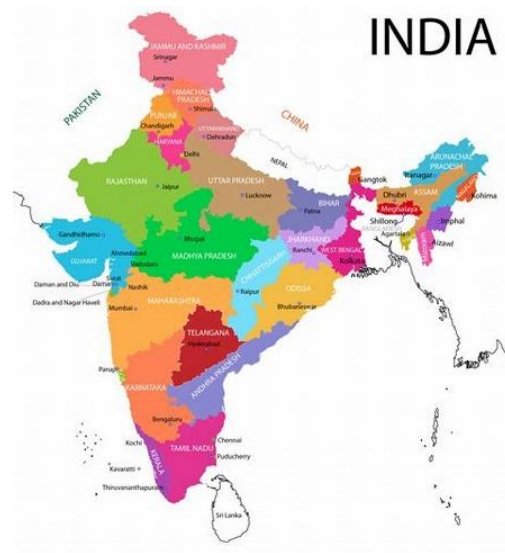 INDIA
JAMMU AND KASHMIR
Srinagar
Jammu
HIMACHAL
PRADESH
Shimla
PAKISTAN
PUNJAB
Chandigarh
UTTARAKHAND
Dehradun
CHINA
HARYANA
Delhi
NEPAL
RAJASTHAN
Jaipur
UTTAR PRADESH
Lucknow
ARUNACHAL
PRADESH
Itanagar
Gangtok
Dhubri
ASSAM
Kohima
Meghalaya
Shillong
Imphal
BIHAR
Patna
BANGLADESH
Agartala
Aizawl
Gandhidhams
Bhopal
JHARKHAND
Ranchi
WEST BENGAL
Kolkata
GUJARAT
Ahmedabad
Vadodara
MADHYA PRADESH
CHHATTISGARH
Raipur
Surat
Daman and Diu
Daman
Nashik
Dadra and Nagar Haveli
MAHARASHTRA
Mumbai
ODISSA
Bhubaneswar
TELANGANA
Hyderabad
ANDHRA PRADESH
Panaji
KARNATAKA
Bengaluru
Chennai
Kochi
KERALA
TAMIL NADU
Puducherry
Kavaratti
Thiruvananthapuram
Sri Lanka